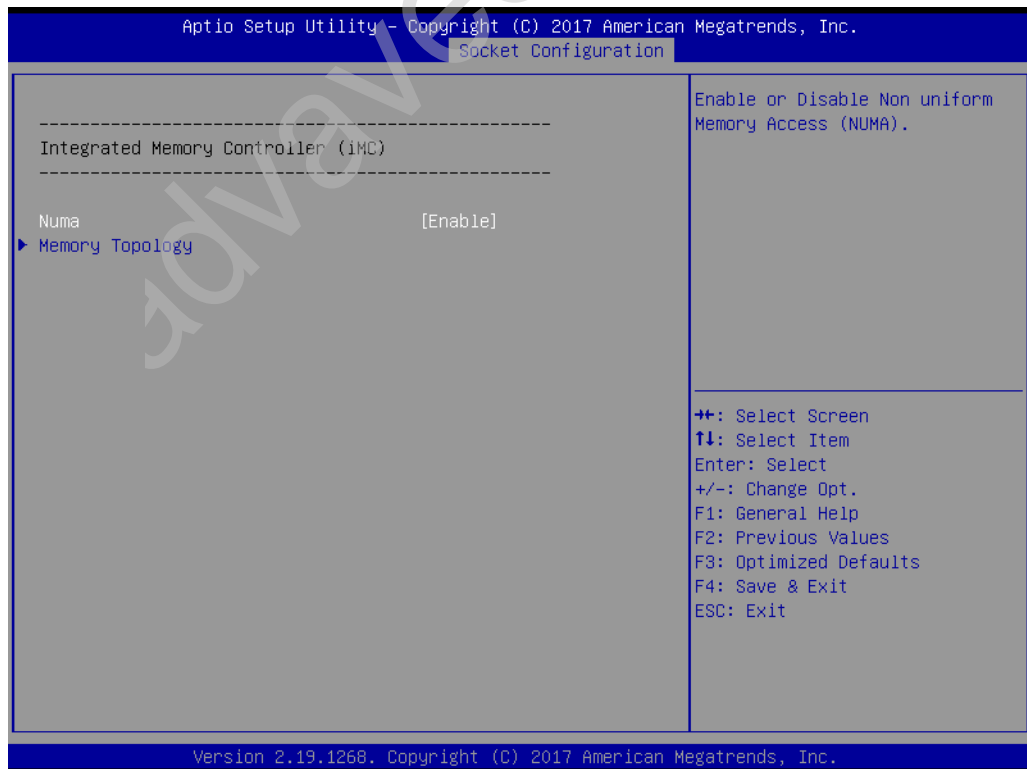 Aptio Setup Utility – Copyright (C) 2017 American Megatrends, Inc.
Socket Configuration
Enable or Disable Non uniform
Memory Access (NUMA).
--------------------------------------------------
Integrated Memory Controller (iMC)
--------------------------------------------------
Numa [Enable]
▶ Memory Topology
→←: Select Screen
↑↓: Select Item
Enter: Select
+/-: Change Opt.
F1: General Help
F2: Previous Values
F3: Optimized Defaults
F4: Save & Exit
ESC: Exit
Version 2.19.1268. Copyright (C) 2017 American Megatrends, Inc.